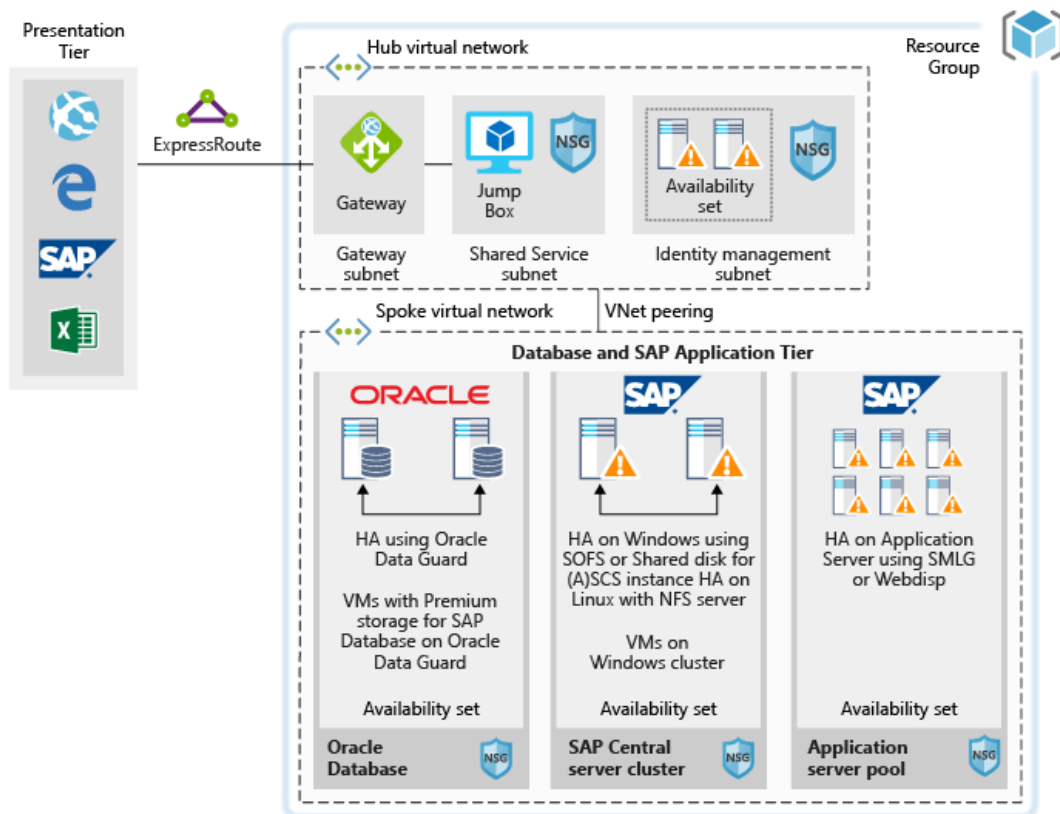 Presentation
Tier
SAP
ExpressRoute
Resource
Group
Hub virtual network
Gateway
Gateway
subnet
Jump
Box
NSG
Shared Service
subnet
Availability
set
NSG
Identity management
subnet
Spoke virtual network
VNet peering
Database and SAP Application Tier
ORACLE
HA using Oracle
Data Guard
VMs with Premium
storage for SAP
Database on Oracle
Data Guard
Availability set
Oracle
Database
NSG
SAP
HA on Windows using
SOFS or Shared disk for
(A)SCS instance HA on
Linux with NFS server
VMs on
Windows cluster
Availability set
SAP Central
server cluster
NSG
SAP
HA on Application
Server using SMLG
or Webdisp
Availability set
Application
server pool
NSG